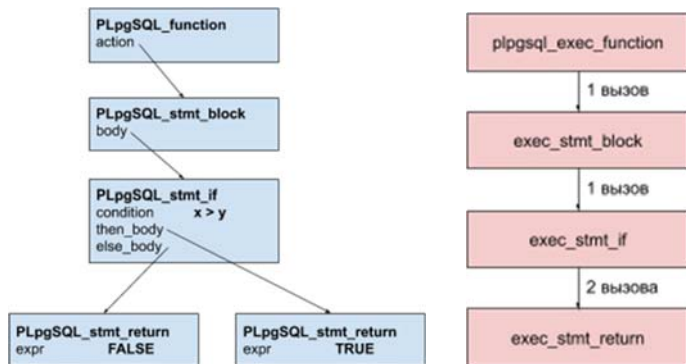 PLpgSQL_function
action
PLpgSQL_stmt_block
body
PLpgSQL_stmt_if
condition x > y
then_body
else_body
PLpgSQL_stmt_return
expr FALSE
PLpgSQL_stmt_return
expr TRUE
plpgsql_exec_function
1 вызов
exec_stmt_block
1 вызов
exec_stmt_if
2 вызова
exec_stmt_return